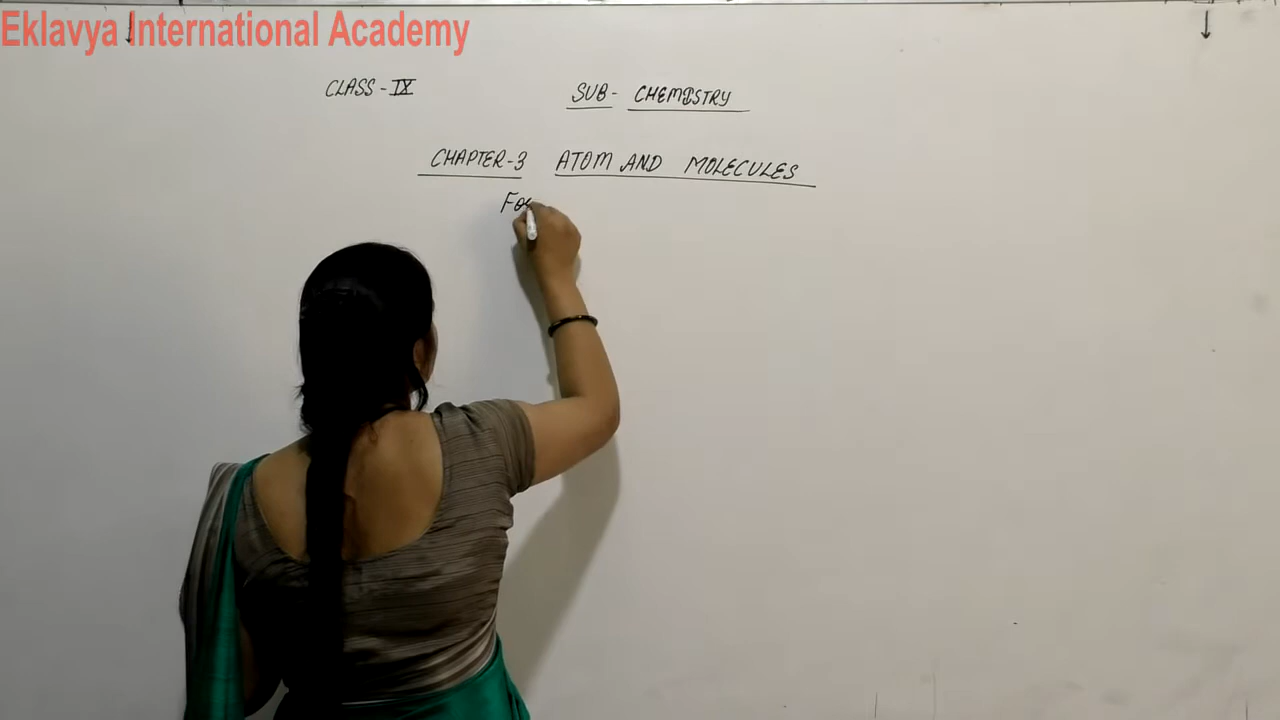 Eklavya International Academy
CLASS - IX
SUB - CHEMISTRY
CHAPTER-3 ATOM AND MOLECULES